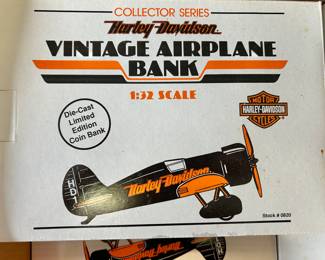 COLLECTOR SERIES
Harley-Davidson
VINTAGE AIRPLANE
BANK
1:32 SCALE
Die-Cast
Limited
Edition
Coin Bank
MOTOR
HARLEY-DAVIDSON
CYCLES
HD1
Harley-Davidson
Stock # 0820